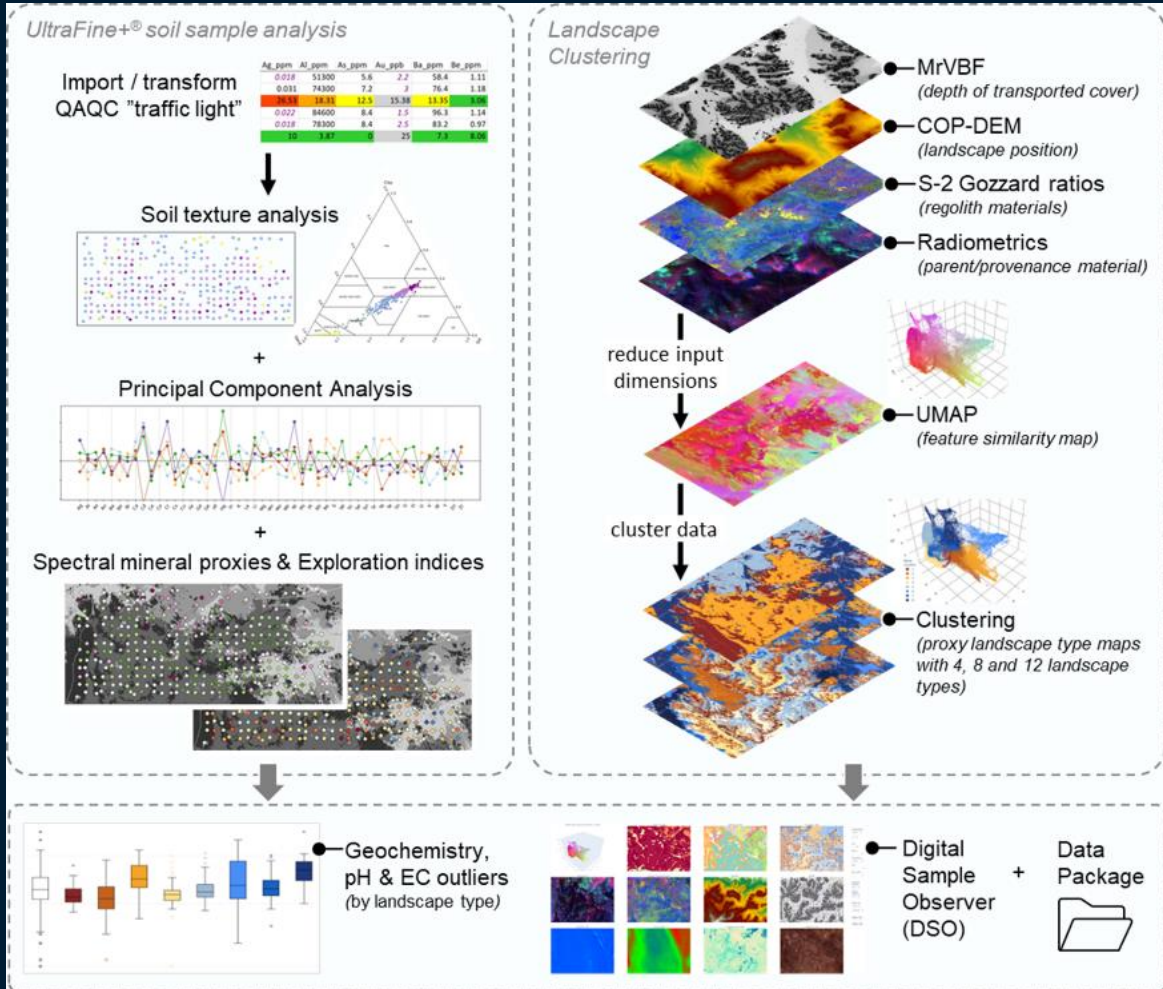 UltraFine+® soil sample analysis
Import / transform
QAQC "traffic light"
Ag_ppm Al_ppm As_ppm Au_ppb Ba_ppm Be_ppm
0.018 51300 5.6 2.2 58.4 1.11
0.031 74300 7.2 3 76.4 1.18
26.53 18.31 12.5 15.38 13.35 3.06
0.022 84600 8.4 1.5 96.3 1.14
0.018 78300 8.4 2.5 83.2 0.97
10 3.87 0 25 7.3 8.06
Soil texture analysis
+
Principal Component Analysis
+
Spectral mineral proxies & Exploration indices
Landscape
Clustering
MrVBF
(depth of transported cover)
COP-DEM
(landscape position)
S-2 Gozzard ratios
(regolith materials)
Radiometrics
(parent/provenance material)
reduce input
dimensions
UMAP
(feature similarity map)
cluster data
Clustering
(proxy landscape type maps
with 4, 8 and 12 landscape
types)
Geochemistry,
pH & EC outliers
(by landscape type)
Digital
Sample
Observer
(DSO)
+
Data
Package